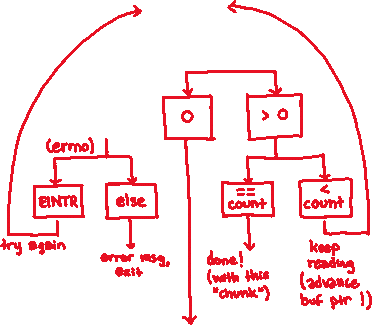 0
> 0
(errno)
EINTR
else
==
count
<
count
try again
error msg,
exit
done!
(with this
"chunk")
keep
reading
(advance
buf ptr !)